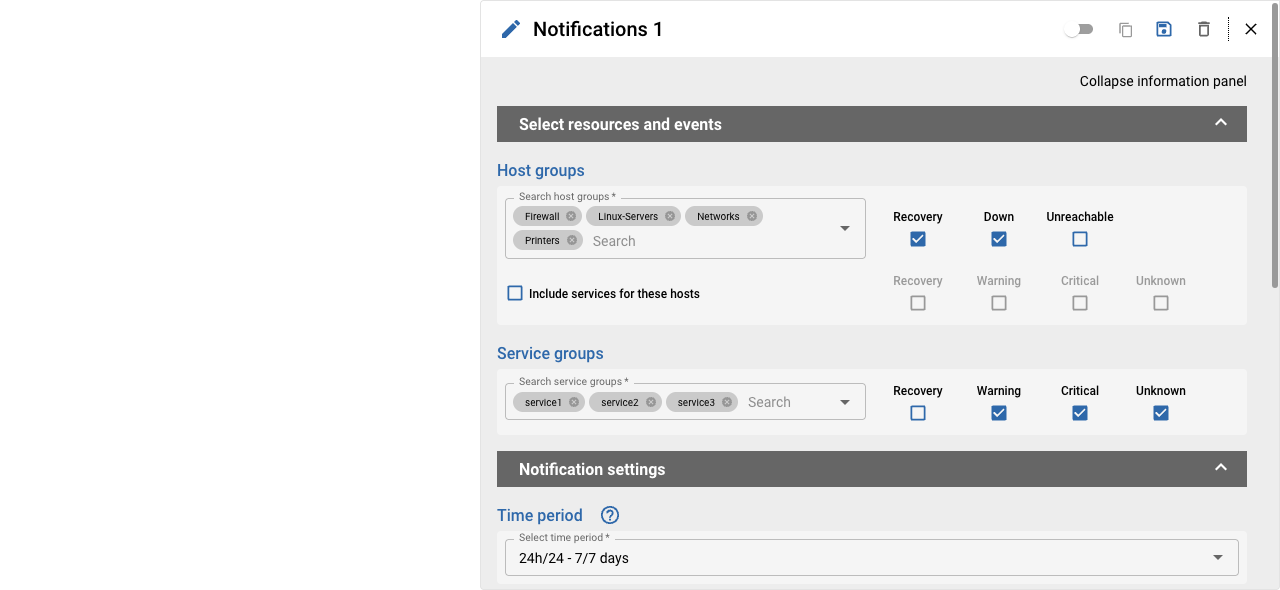 Notifications 1
Collapse information panel
Select resources and events
Host groups
Search host groups *
Firewall Linux-Servers Networks
Printers Search
Recovery Down Unreachable
Include services for these hosts
Recovery Warning Critical Unknown
Service groups
Search service groups *
service1 service2 service3 Search
Recovery Warning Critical Unknown
Notification settings
Time period ?
Select time period *
24h/24 - 7/7 days